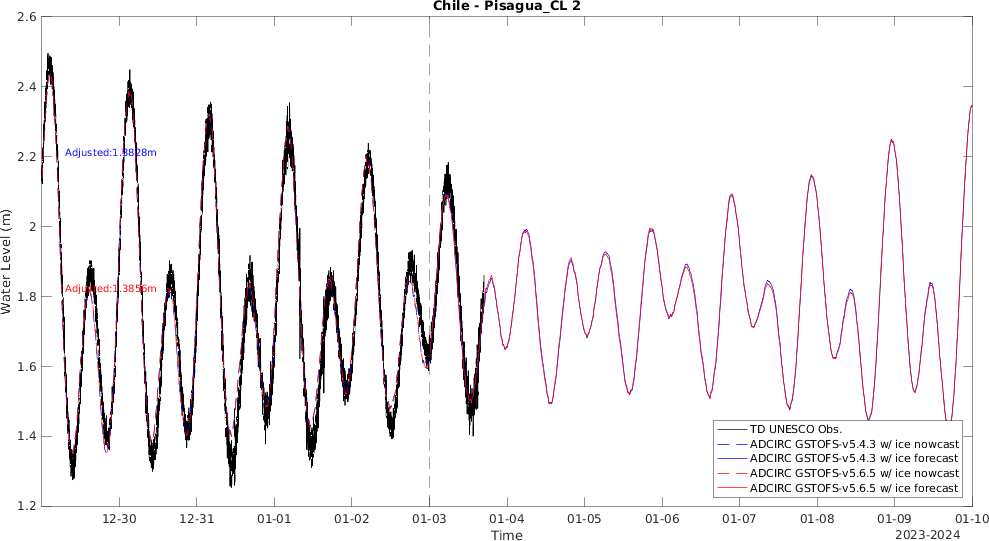 Chile - Pisagua_CL 2
2.6
2.4
2.2
2
1.8
1.6
1.4
1.2
Water Level (m)
Adjusted:1.3828m
Adjusted:1.3856m
TD UNESCO Obs.
ADCIRC GSTOFS-v5.4.3 w/ ice nowcast
ADCIRC GSTOFS-v5.4.3 w/ ice forecast
ADCIRC GSTOFS-v5.6.5 w/ ice nowcast
ADCIRC GSTOFS-v5.6.5 w/ ice forecast
12-30 12-31 01-01 01-02 01-03 01-04 01-05 01-06 01-07 01-08 01-09 01-10
Time
2023-2024